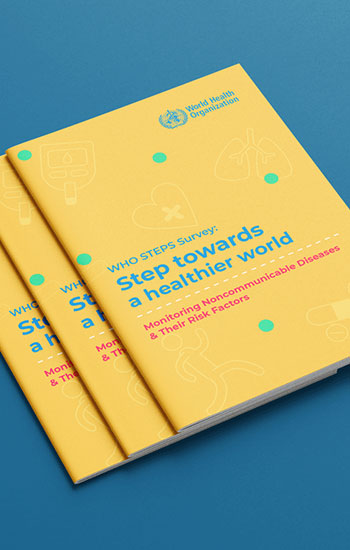 World Health
Organization
WHO STEPS Survey:
Step towards
a healthier world
Monitoring Noncommunicable Diseases
& Their Risk Factors